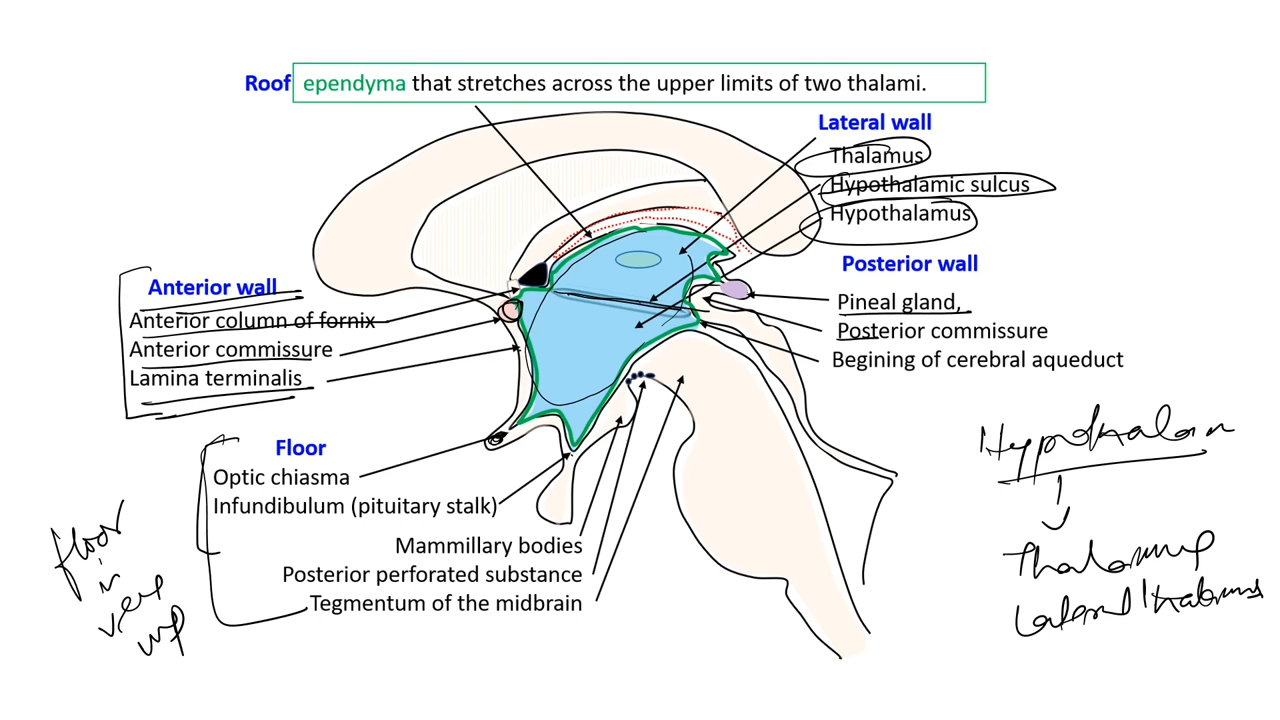 Roof ependyma that stretches across the upper limits of two thalami.
Lateral wall
Thalamus
Hypothalamic sulcus
Hypothalamus
Posterior wall
Pineal gland,
Posterior commissure
Begining of cerebral aqueduct
Anterior wall
Anterior column of fornix
Anterior commissure
Lamina terminalis
Floor
Optic chiasma
Infundibulum (pituitary stalk)
Mammillary bodies
Posterior perforated substance
Tegmentum of the midbrain
floor